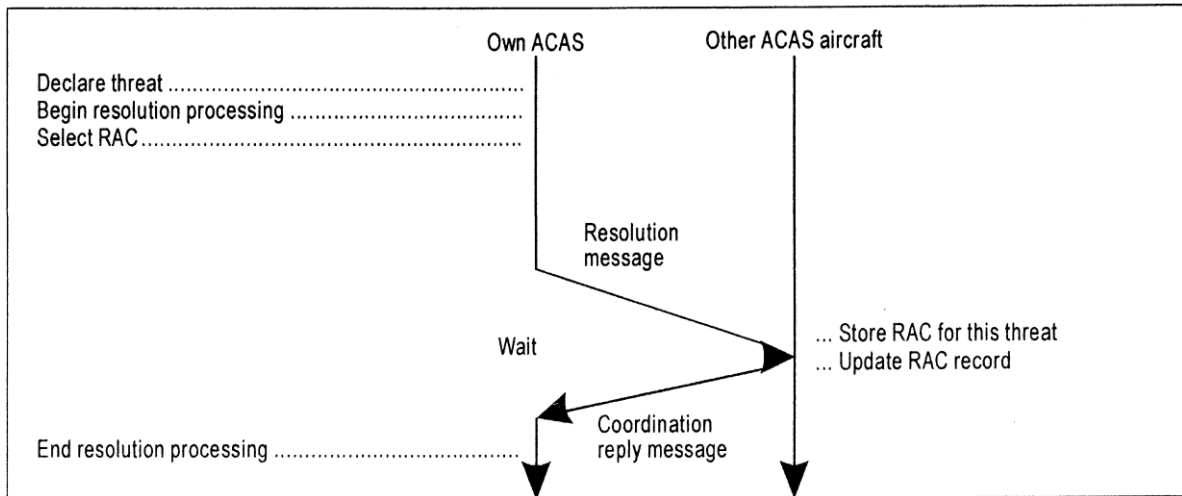 Own ACAS
Other ACAS aircraft
Declare threat ..........................................................
Begin resolution processing ......................................
Select RAC..............................................................
Resolution
message
Wait
... Store RAC for this threat
... Update RAC record
Coordination
reply message
End resolution processing ........................................